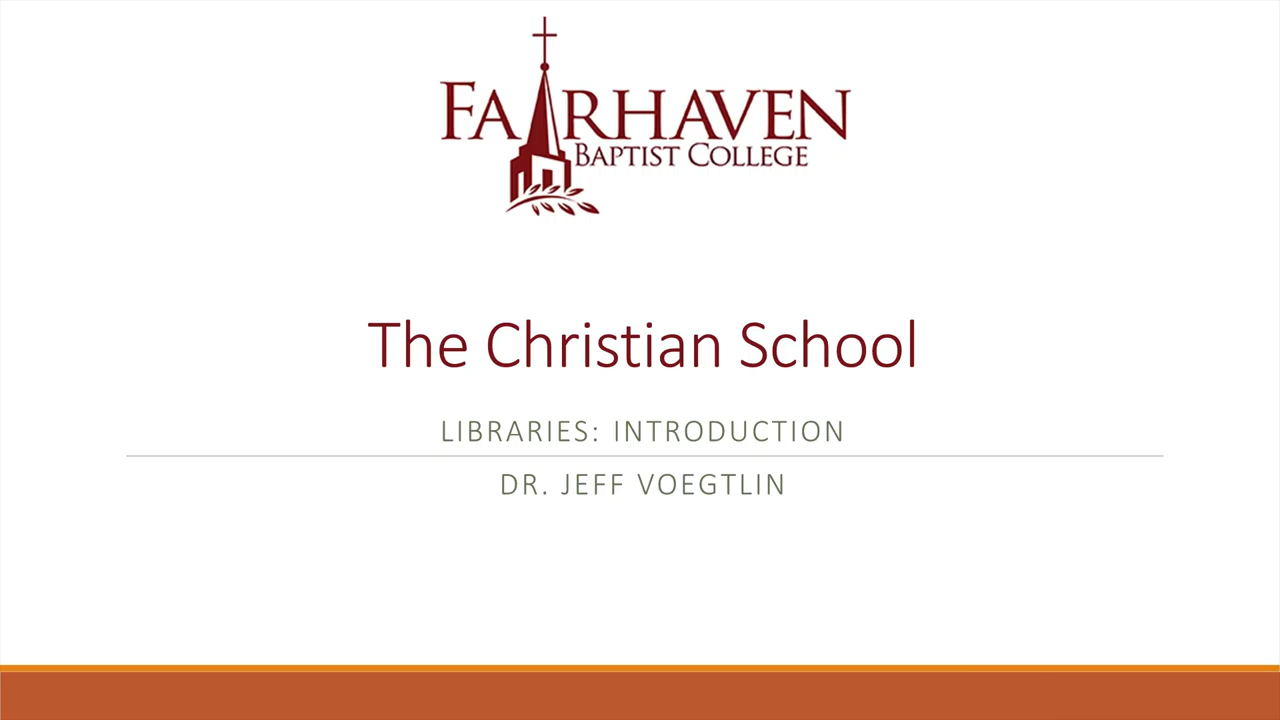 FAIRHAVEN
BAPTIST COLLEGE
The Christian School
LIBRARIES: INTRODUCTION
DR. JEFF VOEGTLIN